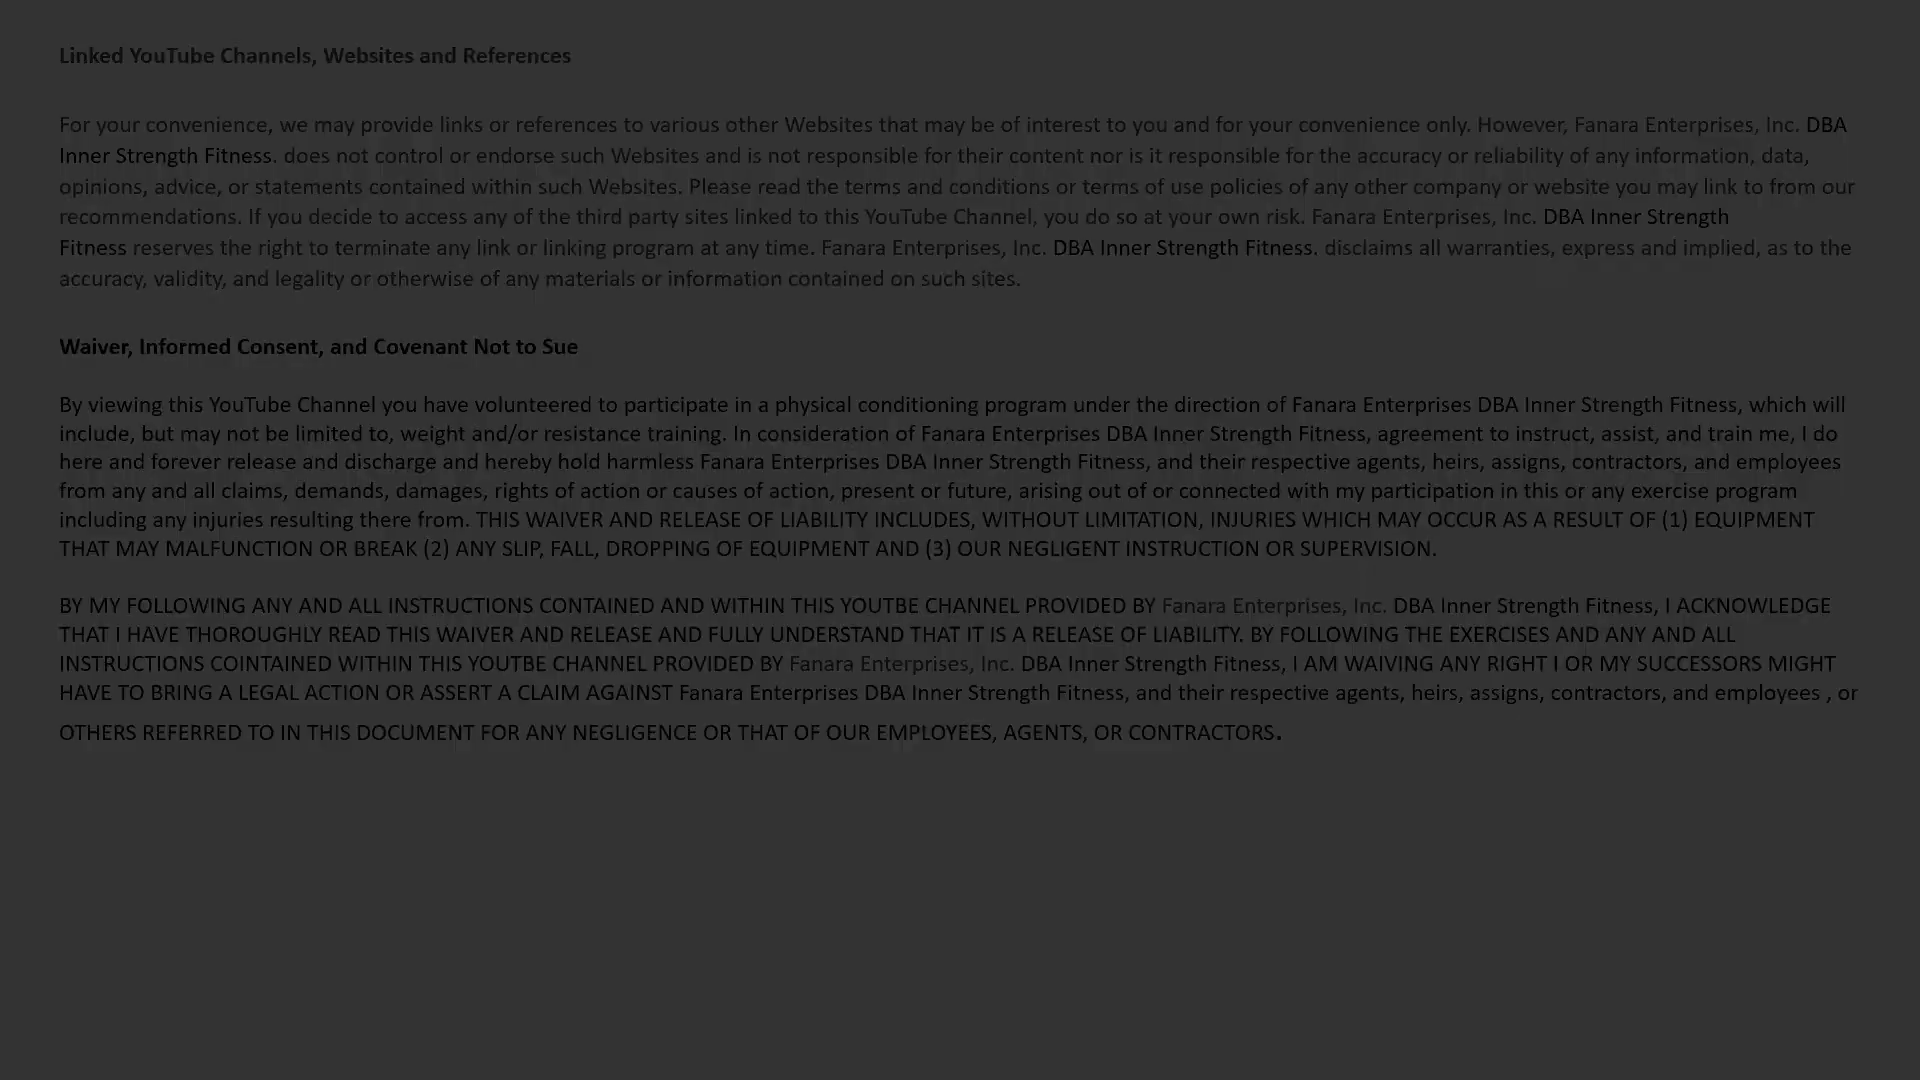 Linked YouTube Channels, Websites and References
For your convenience, we may provide links or references to various other Websites that may be of interest to you and for your convenience only. However, Fanara Enterprises, Inc. DBA
Inner Strength Fitness. does not control or endorse such Websites and is not responsible for their content nor is it responsible for the accuracy or reliability of any information, data,
opinions, advice, or statements contained within such Websites. Please read the terms and conditions or terms of use policies of any other company or website you may link to from our
recommendations. If you decide to access any of the third party sites linked to this YouTube Channel, you do so at your own risk. Fanara Enterprises, Inc. DBA Inner Strength
Fitness reserves the right to terminate any link or linking program at any time. Fanara Enterprises, Inc. DBA Inner Strength Fitness. disclaims all warranties, express and implied, as to the
accuracy, validity, and legality or otherwise of any materials or information contained on such sites.
Waiver, Informed Consent, and Covenant Not to Sue
By viewing this YouTube Channel you have volunteered to participate in a physical conditioning program under the direction of Fanara Enterprises DBA Inner Strength Fitness, which will
include, but may not be limited to, weight and/or resistance training. In consideration of Fanara Enterprises DBA Inner Strength Fitness, agreement to instruct, assist, and train me, I do
here and forever release and discharge and hereby hold harmless Fanara Enterprises DBA Inner Strength Fitness, and their respective agents, heirs, assigns, contractors, and employees
from any and all claims, demands, damages, rights of action or causes of action, present or future, arising out of or connected with my participation in this or any exercise program
including any injuries resulting there from. THIS WAIVER AND RELEASE OF LIABILITY INCLUDES, WITHOUT LIMITATION, INJURIES WHICH MAY OCCUR AS A RESULT OF (1) EQUIPMENT
THAT MAY MALFUNCTION OR BREAK (2) ANY SLIP, FALL, DROPPING OF EQUIPMENT AND (3) OUR NEGLIGENT INSTRUCTION OR SUPERVISION.
BY MY FOLLOWING ANY AND ALL INSTRUCTIONS CONTAINED AND WITHIN THIS YOUTBE CHANNEL PROVIDED BY Fanara Enterprises, Inc. DBA Inner Strength Fitness, I ACKNOWLEDGE
THAT I HAVE THOROUGHLY READ THIS WAIVER AND RELEASE AND FULLY UNDERSTAND THAT IT IS A RELEASE OF LIABILITY. BY FOLLOWING THE EXERCISES AND ANY AND ALL
INSTRUCTIONS COINTAINED WITHIN THIS YOUTBE CHANNEL PROVIDED BY Fanara Enterprises, Inc. DBA Inner Strength Fitness, I AM WAIVING ANY RIGHT I OR MY SUCCESSORS MIGHT
HAVE TO BRING A LEGAL ACTION OR ASSERT A CLAIM AGAINST Fanara Enterprises DBA Inner Strength Fitness, and their respective agents, heirs, assigns, contractors, and employees , or
OTHERS REFERRED TO IN THIS DOCUMENT FOR ANY NEGLIGENCE OR THAT OF OUR EMPLOYEES, AGENTS, OR CONTRACTORS.